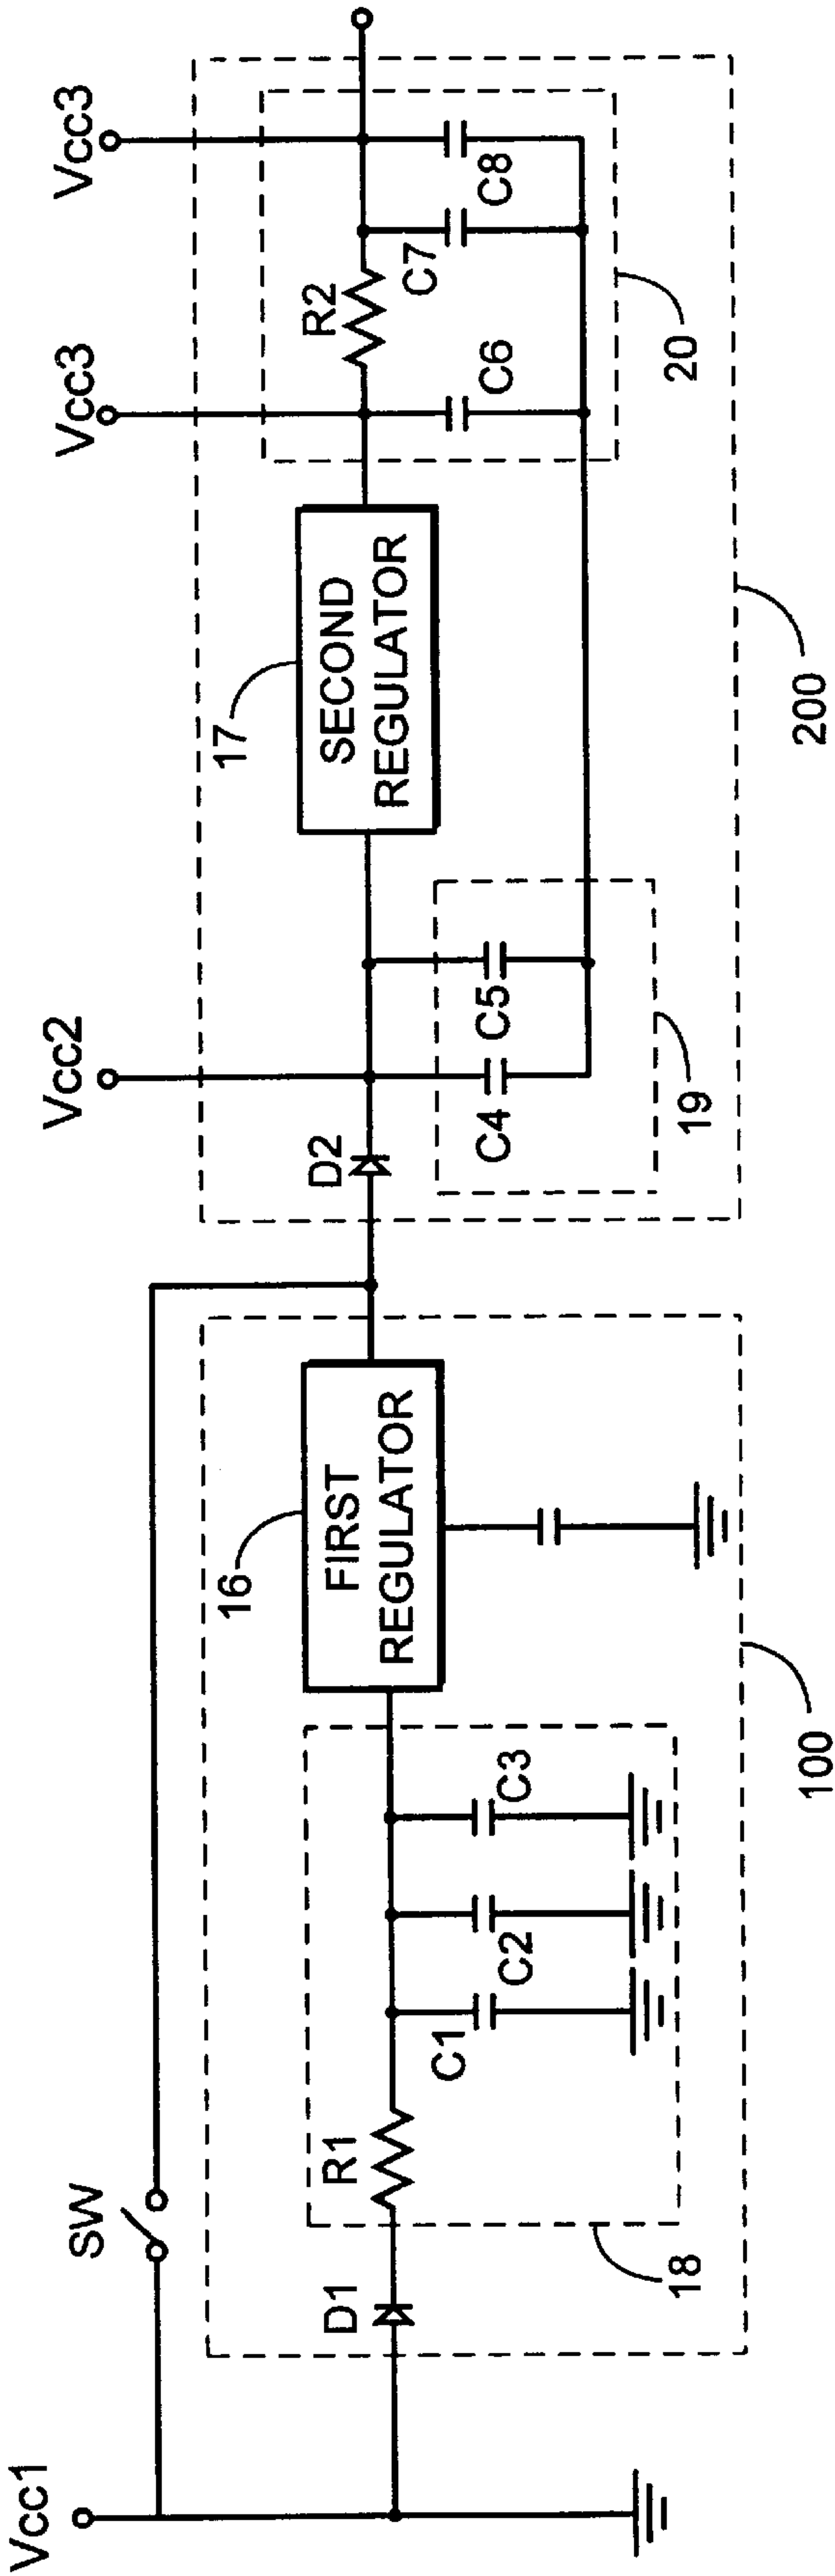 Vcc1
SW
D1
R1
C1
C2
C3
18
16
FIRST
REGULATOR
100
D2
Vcc2
C4
C5
19
17
SECOND
REGULATOR
200
Vcc3
R2
C6
C7
C8
20
Vcc3